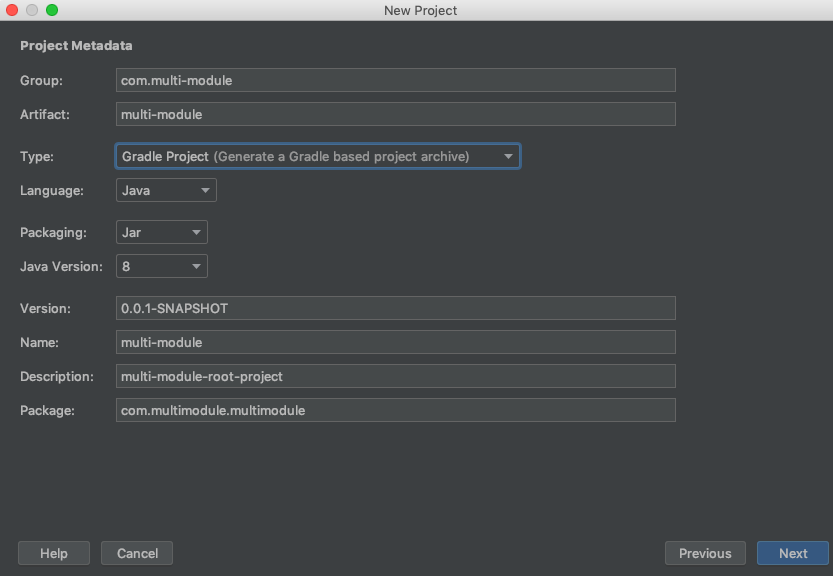 New Project
Project Metadata
Group: com.multi-module
Artifact: multi-module
Type: Gradle Project (Generate a Gradle based project archive)
Language: Java
Packaging: Jar
Java Version: 8
Version: 0.0.1-SNAPSHOT
Name: multi-module
Description: multi-module-root-project
Package: com.multimodule.multimodule
Help Cancel Previous Next